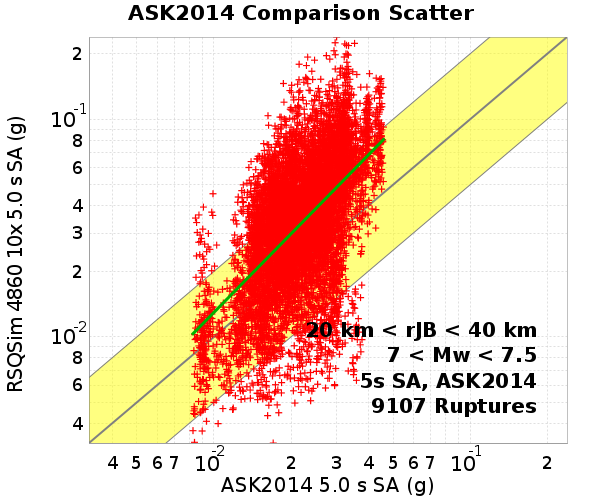 ASK2014 Comparison Scatter
RSQSim 4860 10x 5.0 s SA (g)
2
10⁻¹
8
6
4
3
2
10⁻²
8
6
4
20 km < rJB < 40 km
7 < Mw < 7.5
5s SA, ASK2014
9107 Ruptures
4 5 6 7 10⁻² 2 3 4 5 6 7 10⁻¹ 2
ASK2014 5.0 s SA (g)